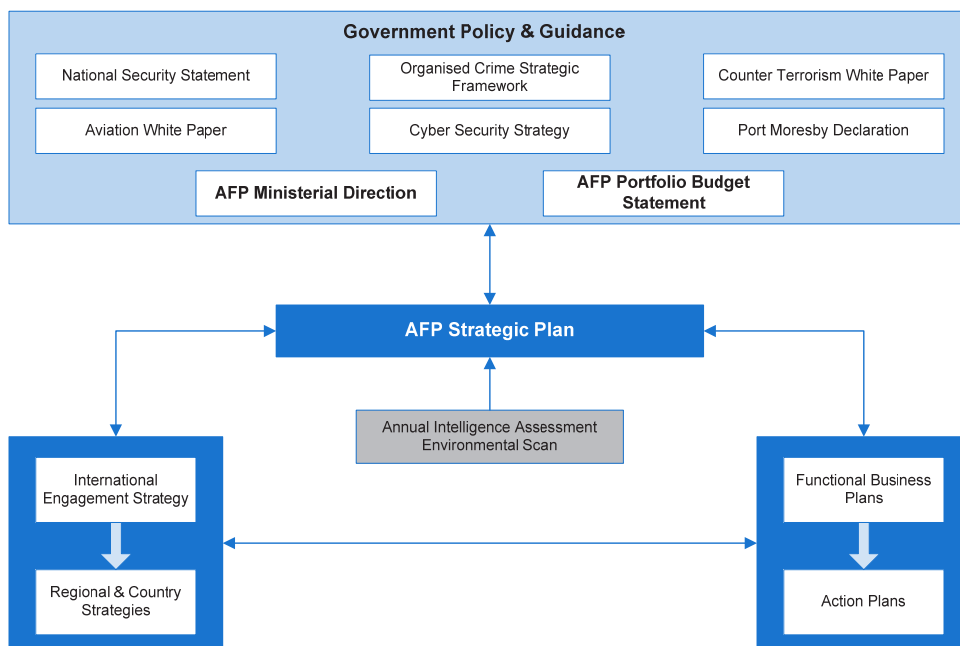 Government Policy & Guidance
National Security Statement
Organised Crime Strategic
Framework
Counter Terrorism White Paper
Aviation White Paper
Cyber Security Strategy
Port Moresby Declaration
AFP Ministerial Direction
AFP Portfolio Budget
Statement
AFP Strategic Plan
Annual Intelligence Assessment
Environmental Scan
International
Engagement Strategy
Regional & Country
Strategies
Functional Business
Plans
Action Plans